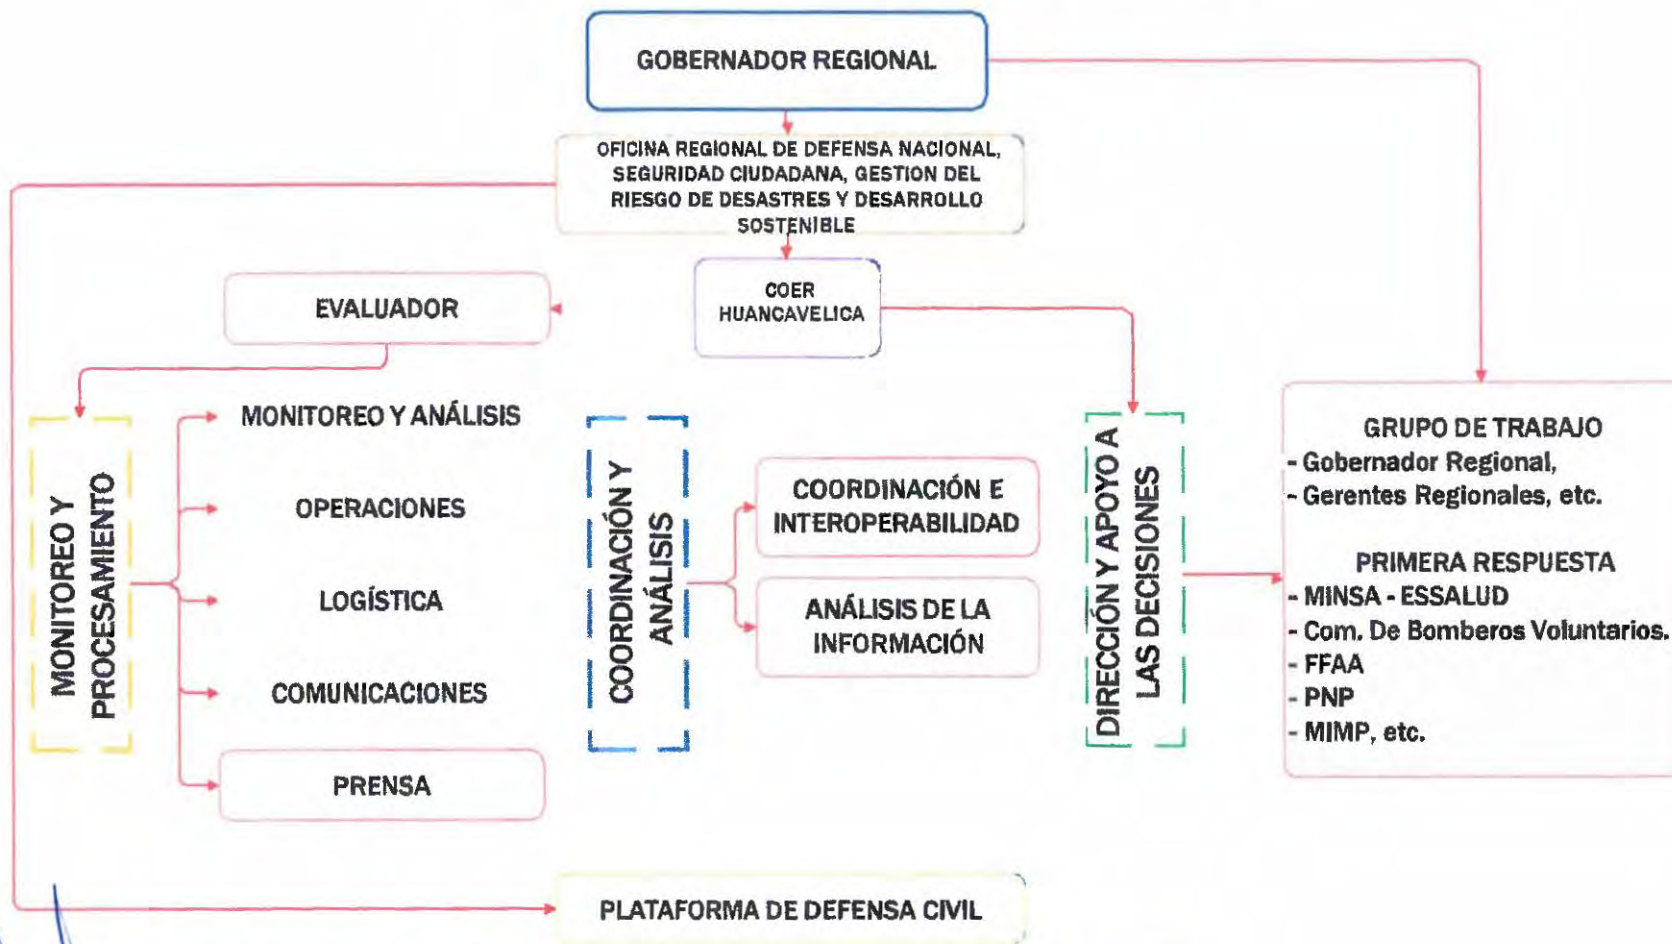 GOBERNADOR REGIONAL
OFICINA REGIONAL DE DEFENSA NACIONAL,
SEGURIDAD CIUDADANA, GESTION DEL
RIESGO DE DESASTRES Y DESARROLLO
SOSTENIBLE
COER
HUANCAVELICA
EVALUADOR
MONITOREO Y
PROCESAMIENTO
MONITOREO Y ANÁLISIS
OPERACIONES
LOGÍSTICA
COMUNICACIONES
PRENSA
COORDINACIÓN Y
ANÁLISIS
COORDINACIÓN E
INTEROPERABILIDAD
ANÁLISIS DE LA
INFORMACIÓN
DIRECCIÓN Y APOYO A
LAS DECISIONES
GRUPO DE TRABAJO
- Gobernador Regional,
- Gerentes Regionales, etc.
PRIMERA RESPUESTA
- MINSA - ESSALUD
- Com. De Bomberos Voluntarios.
- FFAA
- PNP
- MIMP, etc.
PLATAFORMA DE DEFENSA CIVIL